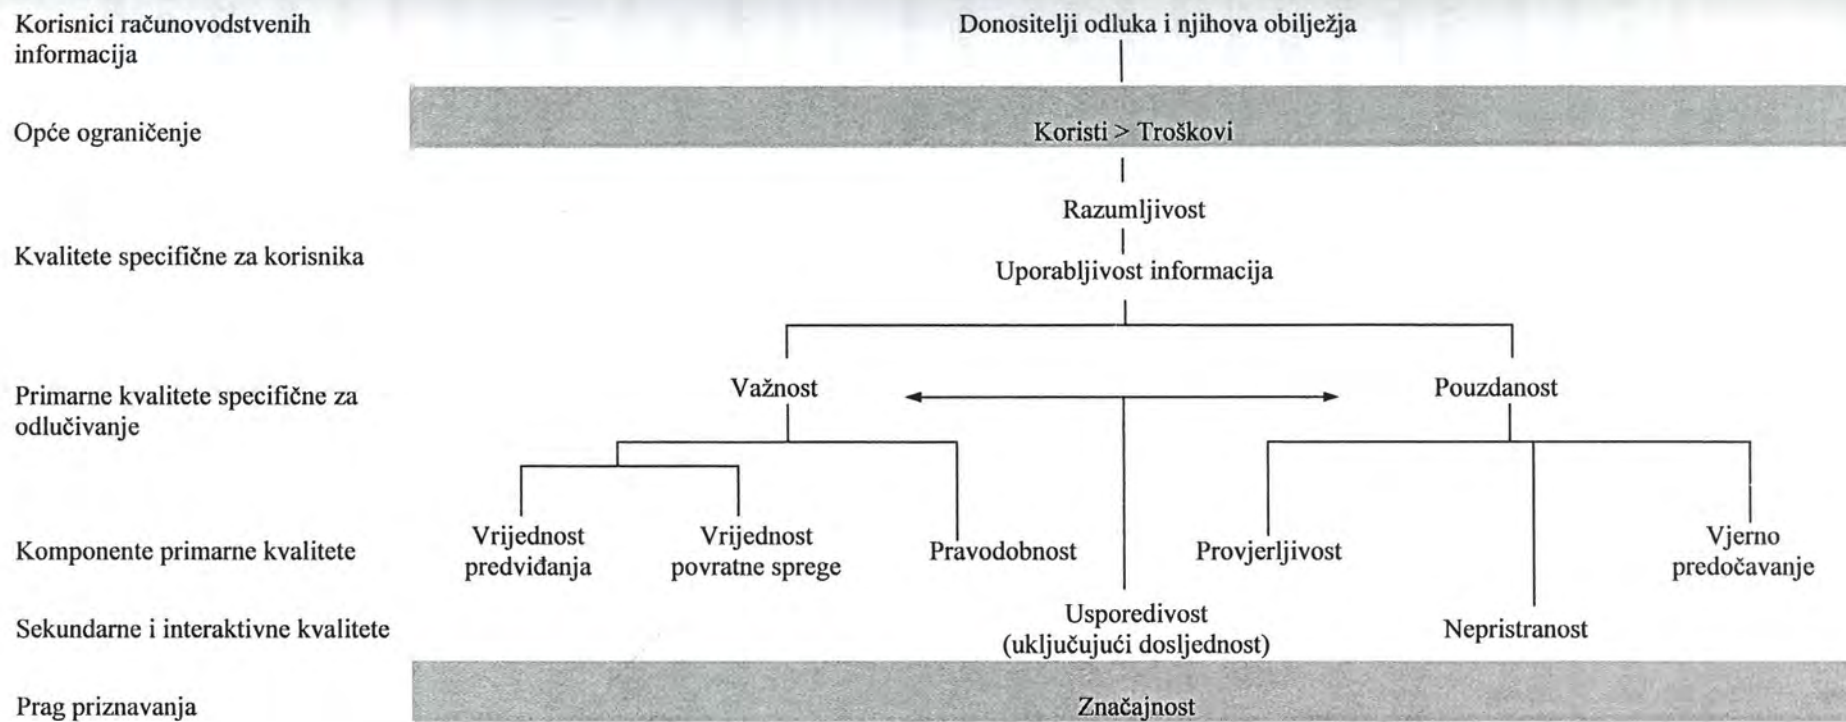 Korisnici računovodstvenih
informacija
Donositelji odluka i njihova obilježja
Opće ograničenje
Koristi > Troškovi
Razumljivost
Kvalitete specifične za korisnika
Uporabljivost informacija
Primarne kvalitete specifične za
odlučivanje
Važnost
Pouzdanost
Komponente primarne kvalitete
Vrijednost
predviđanja
Vrijednost
povratne sprege
Pravodobnost
Provjerljivost
Vjerno
predočavanje
Sekundarne i interaktivne kvalitete
Usporedivost
(uključujući dosljednost)
Nepristranost
Prag priznavanja
Značajnost